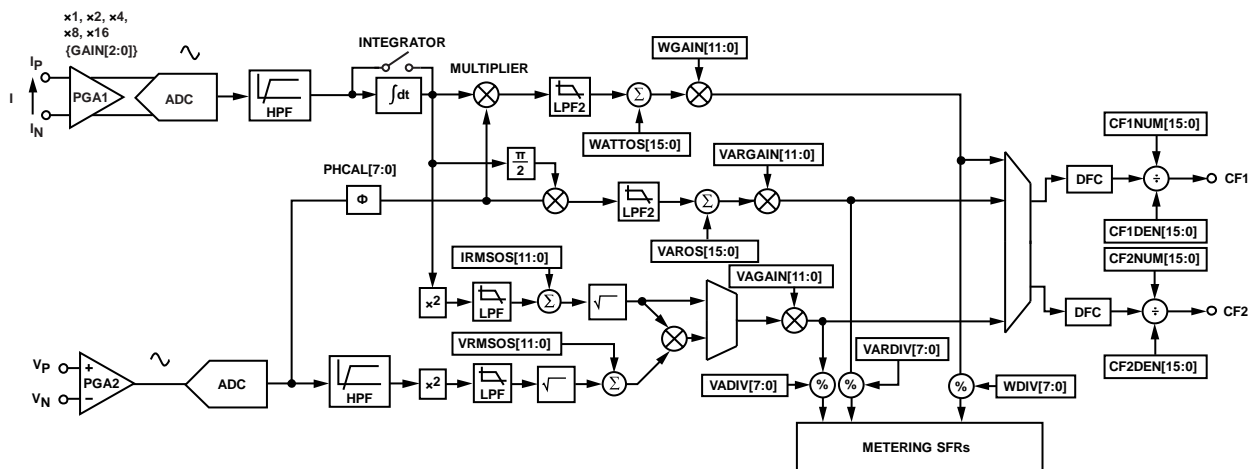 ×1, ×2, ×4,
×8, ×16
{GAIN[2:0]}
I
IP
IN
PGA1
ADC
HPF
INTEGRATOR
∫dt
MULTIPLIER
LPF2
Σ
WATTOS[15:0]
WGAIN[11:0]
PHCAL[7:0]
Φ
π
2
LPF2
Σ
VAROS[15:0]
VARGAIN[11:0]
IRMSOS[11:0]
×2
LPF
Σ
√
VAGAIN[11:0]
VRMSOS[11:0]
VP
VN
+
−
PGA2
ADC
HPF
×2
LPF
√
Σ
VADIV[7:0]
%
%
VARDIV[7:0]
%
WDIV[7:0]
METERING SFRs
CF1NUM[15:0]
DFC
÷
CF1
CF1DEN[15:0]
CF2NUM[15:0]
DFC
÷
CF2
CF2DEN[15:0]